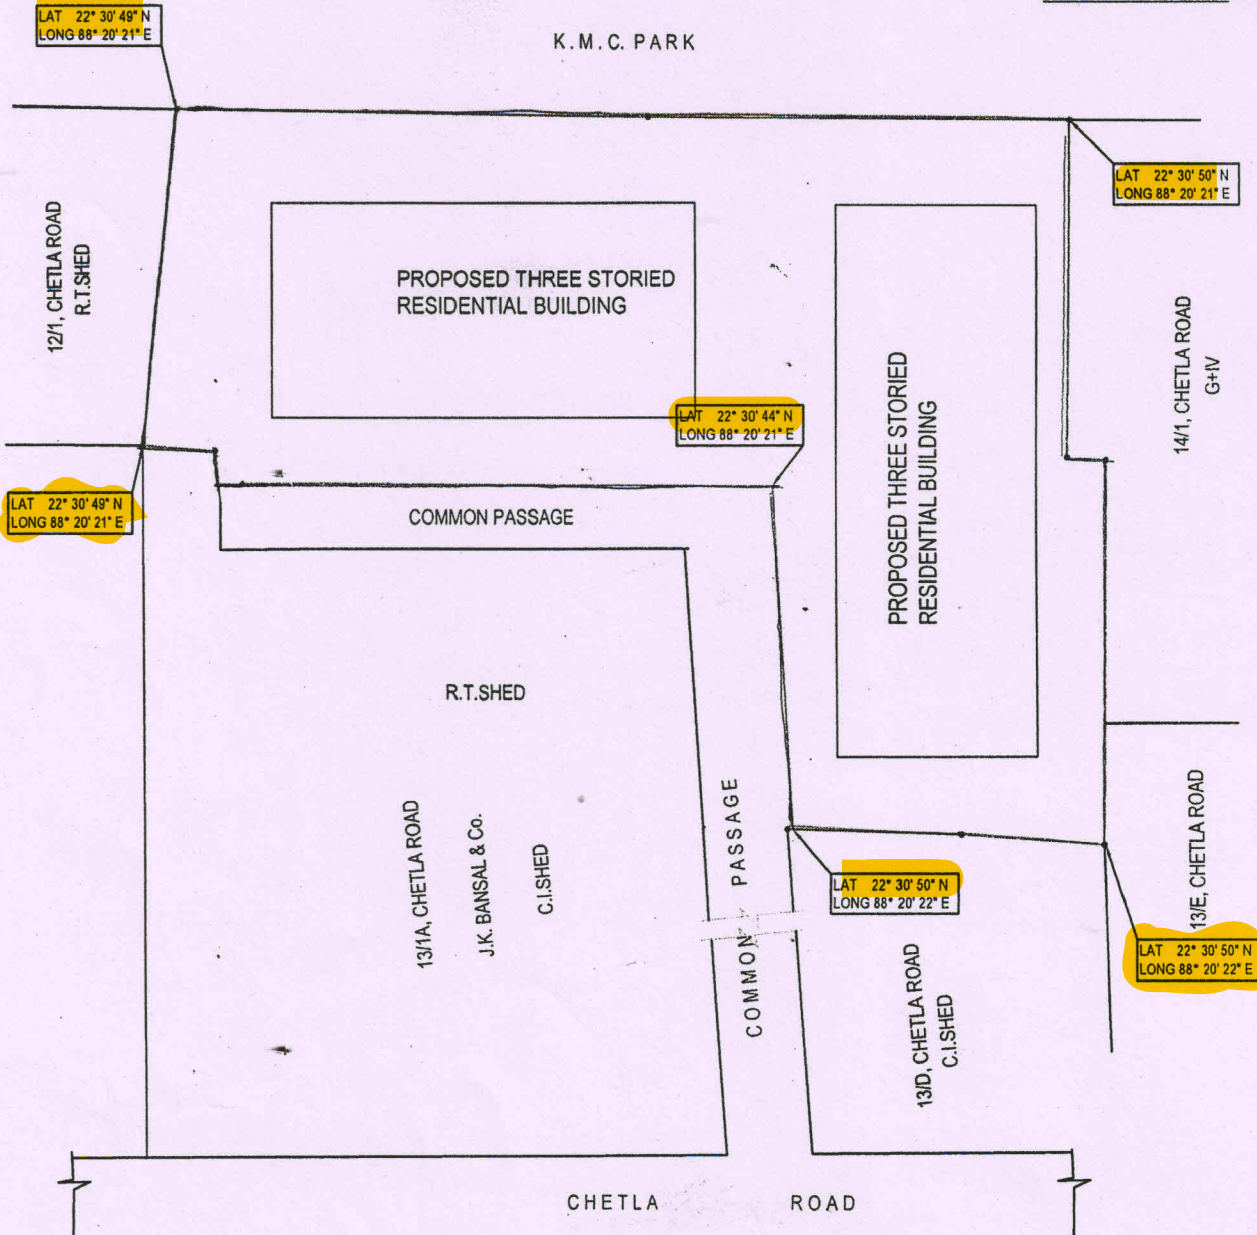 LAT 22° 30' 49" N
LONG 88° 20' 21" E
K.M.C. PARK
LAT 22° 30' 50" N
LONG 88° 20' 21" E
12/1, CHETLA ROAD
R.T.SHED
PROPOSED THREE STORIED
RESIDENTIAL BUILDING
14/1, CHETLA ROAD
G+IV
LAT 22° 30' 44" N
LONG 88° 20' 21" E
PROPOSED THREE STORIED
RESIDENTIAL BUILDING
LAT 22° 30' 49" N
LONG 88° 20' 21" E
COMMON PASSAGE
R.T.SHED
13/1A, CHETLA ROAD
J.K. BANSAL & Co.
C.I.SHED
COMMON PASSAGE
LAT 22° 30' 50" N
LONG 88° 20' 22" E
13/E, CHETLA ROAD
LAT 22° 30' 50" N
LONG 88° 20' 22" E
13/D, CHETLA ROAD
C.I.SHED
CHETLA ROAD